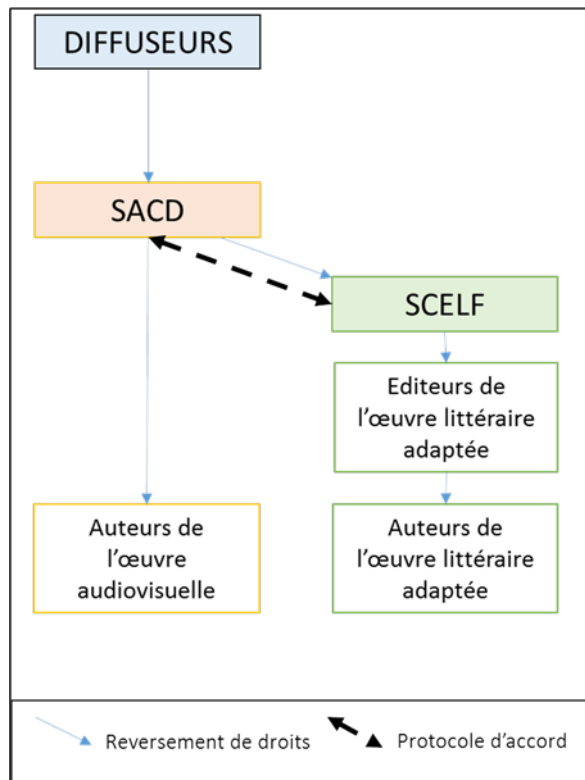 DIFFUSEURS
SACD
SCELF
Editeurs de
l'œuvre littéraire
adaptée
Auteurs de
l'œuvre
audiovisuelle
Auteurs de
l'œuvre littéraire
adaptée
Reversement de droits
Protocole d'accord